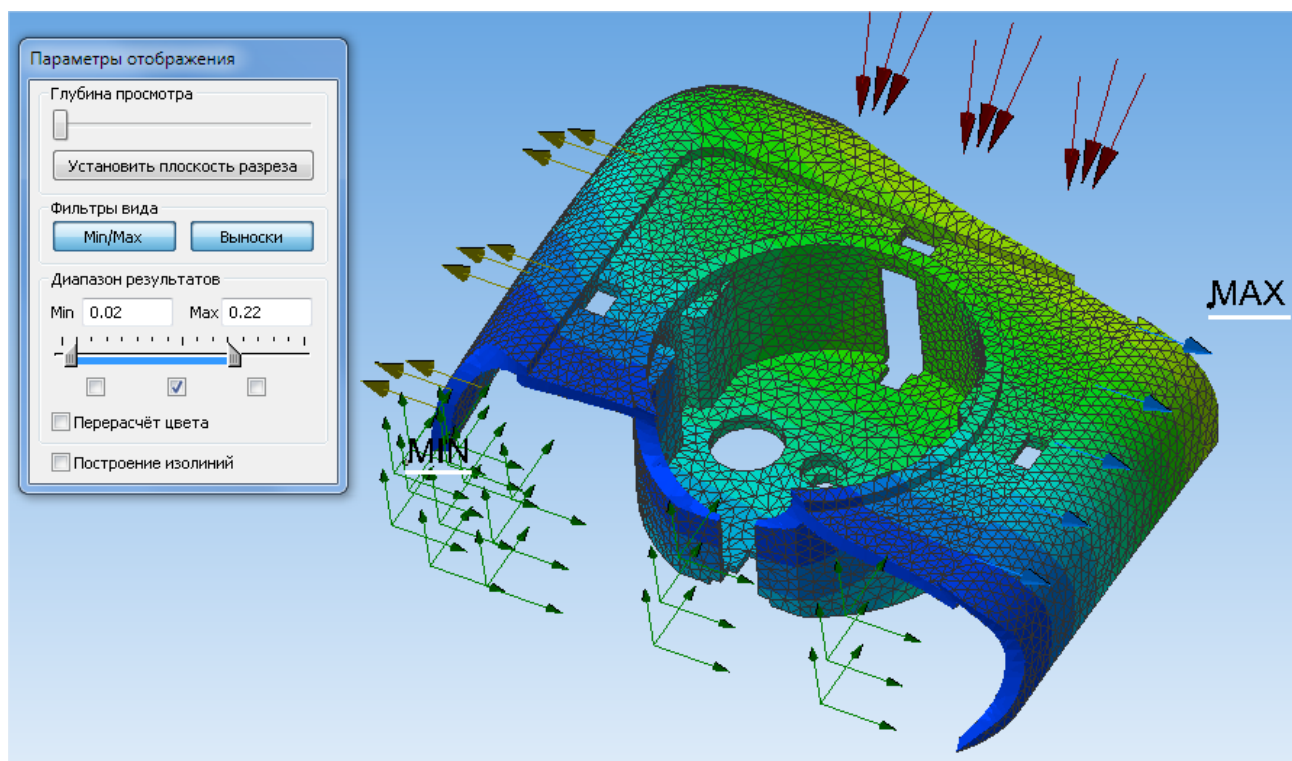 Параметры отображения
Глубина просмотра
Установить плоскость разреза
Фильтры вида
Min/Max Выноски
Диапазон результатов
Min 0.02 Max 0.22
Перерасчёт цвета
Построение изолиний
MAX
MIN